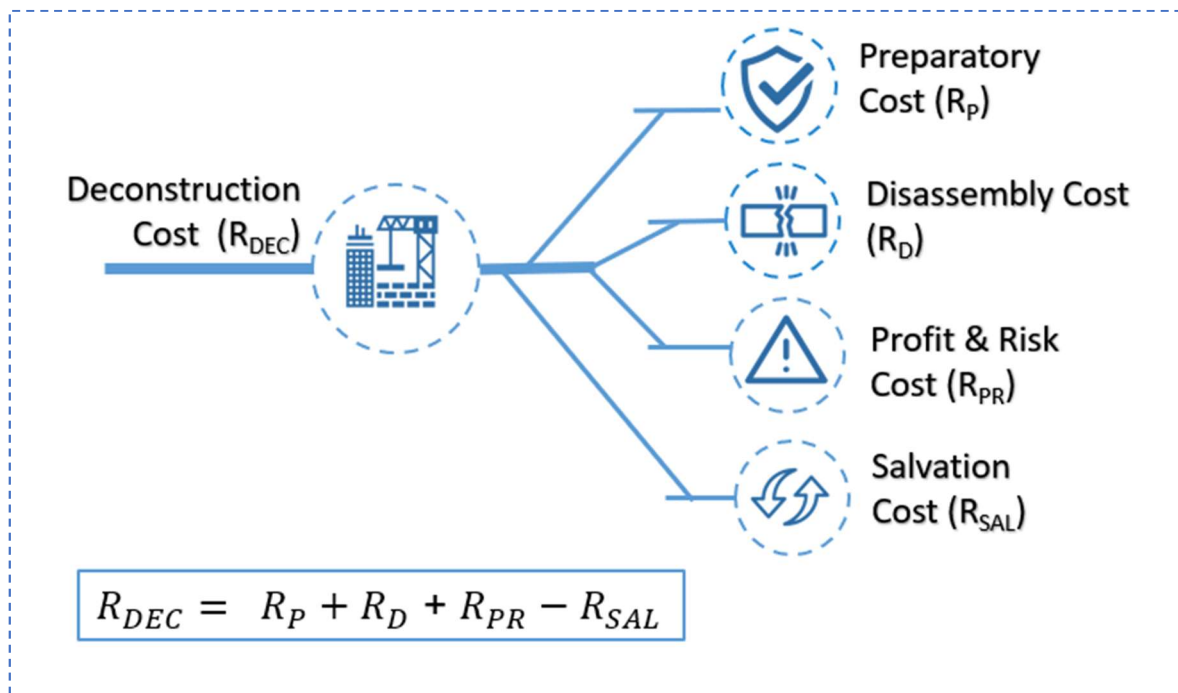 Preparatory
Cost (R_P)
Deconstruction
Cost (R_DEC)
Disassembly Cost
(R_D)
Profit & Risk
Cost (R_PR)
Salvation
Cost (R_SAL)
R_DEC = R_P + R_D + R_PR − R_SAL